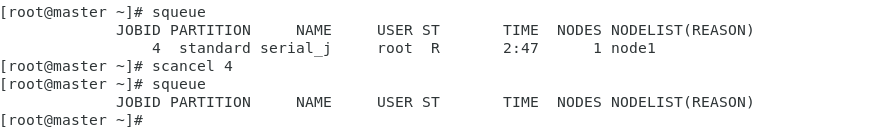 [root@master ~]# squeue
             JOBID PARTITION     NAME     USER ST       TIME  NODES NODELIST(REASON)
                 4  standard serial_j     root  R       2:47      1 node1
[root@master ~]# scancel 4
[root@master ~]# squeue
             JOBID PARTITION     NAME     USER ST       TIME  NODES NODELIST(REASON)
[root@master ~]#